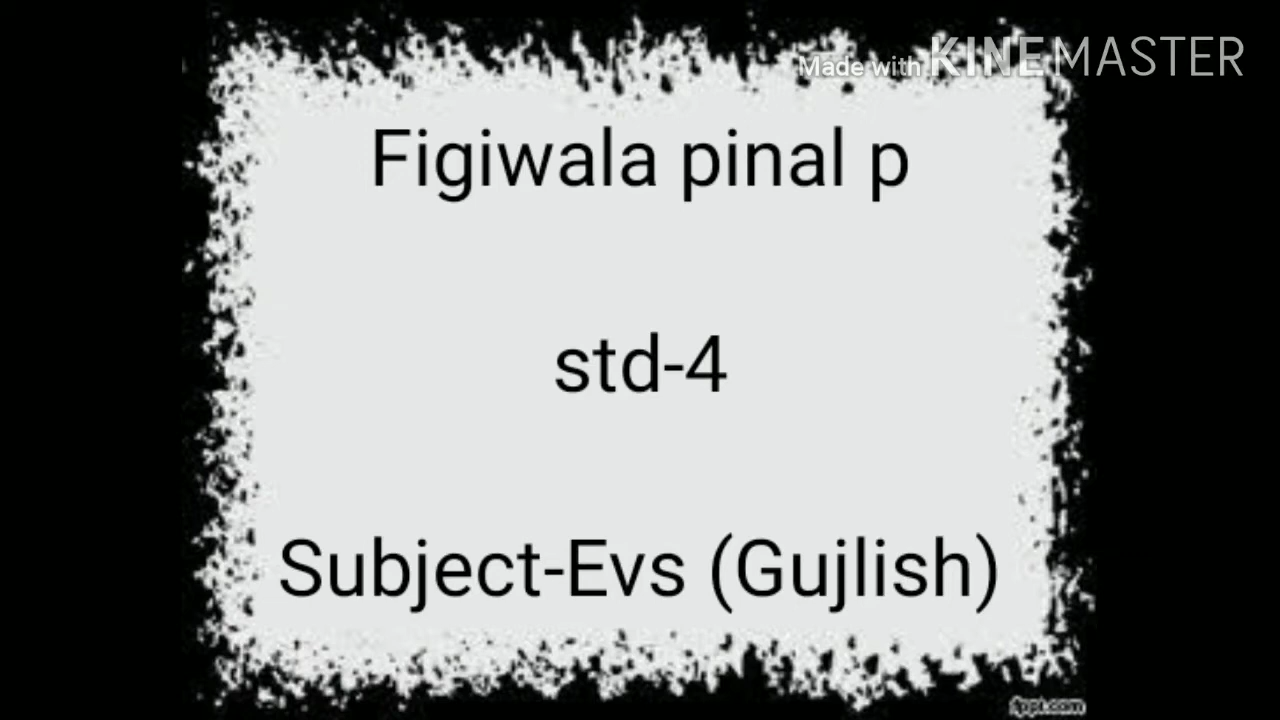 Made with KINEMASTER
Figiwala pinal p
std-4
Subject-Evs (Gujlish)
fppt.com